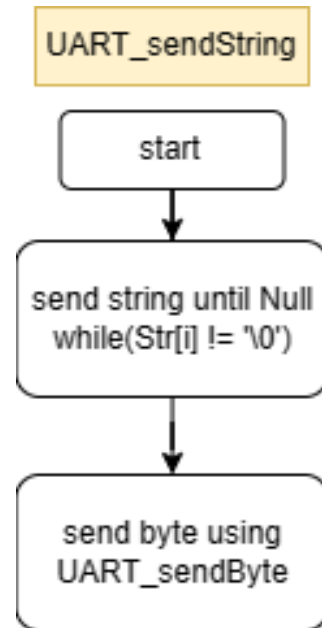 UART_sendString
start
send string until Null
while(Str[i] != '\0')
send byte using
UART_sendByte